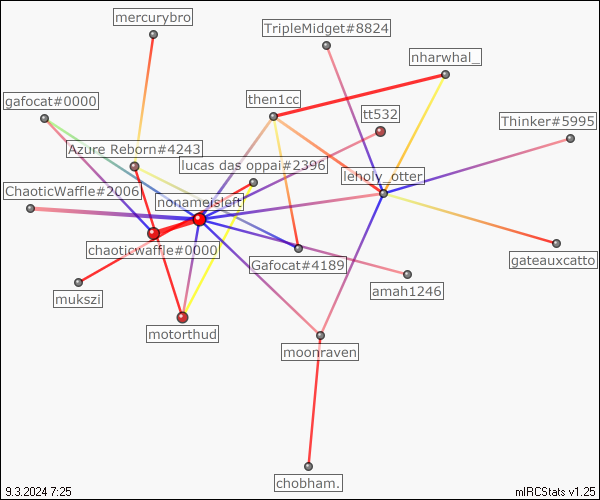 mercurybro
TripleMidget#8824
nharwhal_
gafocat#0000
then1cc
tt532
Thinker#5995
Azure Reborn#4243
lucas das oppai#2396
leholy_otter
ChaoticWaffle#2006
nonameisleft
chaoticwaffle#0000
Gafocat#4189
gateauxcatto
amah1246
mukszi
motorthud
moonraven
chobham.
9.3.2024 7:25
mIRCStats v1.25